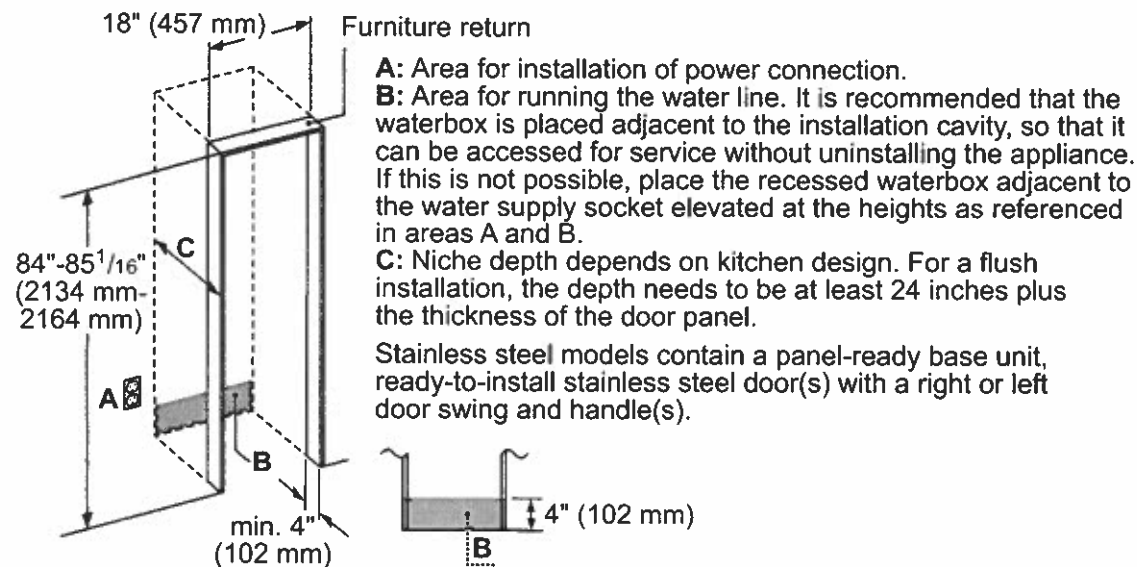 18" (457 mm)
Furniture return
A: Area for installation of power connection.
B: Area for running the water line. It is recommended that the
waterbox is placed adjacent to the installation cavity, so that it
can be accessed for service without uninstalling the appliance.
If this is not possible, place the recessed waterbox adjacent to
the water supply socket elevated at the heights as referenced
in areas A and B.
C: Niche depth depends on kitchen design. For a flush
installation, the depth needs to be at least 24 inches plus
the thickness of the door panel.
Stainless steel models contain a panel-ready base unit,
ready-to-install stainless steel door(s) with a right or left
door swing and handle(s).
C
84"-85 1/16"
(2134 mm-
2164 mm)
A
B
min. 4"
(102 mm)
4" (102 mm)
B